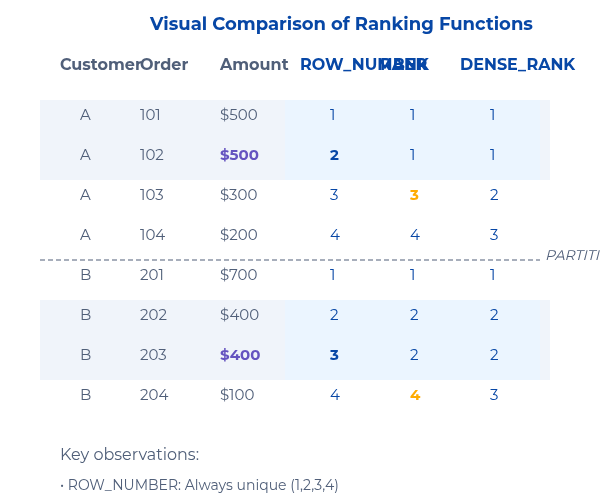 Visual Comparison of Ranking Functions
Customer Order Amount ROW_NUMBER RANK DENSE_RANK
A 101 $500 1 1 1
A 102 $500 2 1 1
A 103 $300 3 3 2
A 104 $200 4 4 3
PARTITI
B 201 $700 1 1 1
B 202 $400 2 2 2
B 203 $400 3 2 2
B 204 $100 4 4 3
Key observations:
• ROW_NUMBER: Always unique (1,2,3,4)